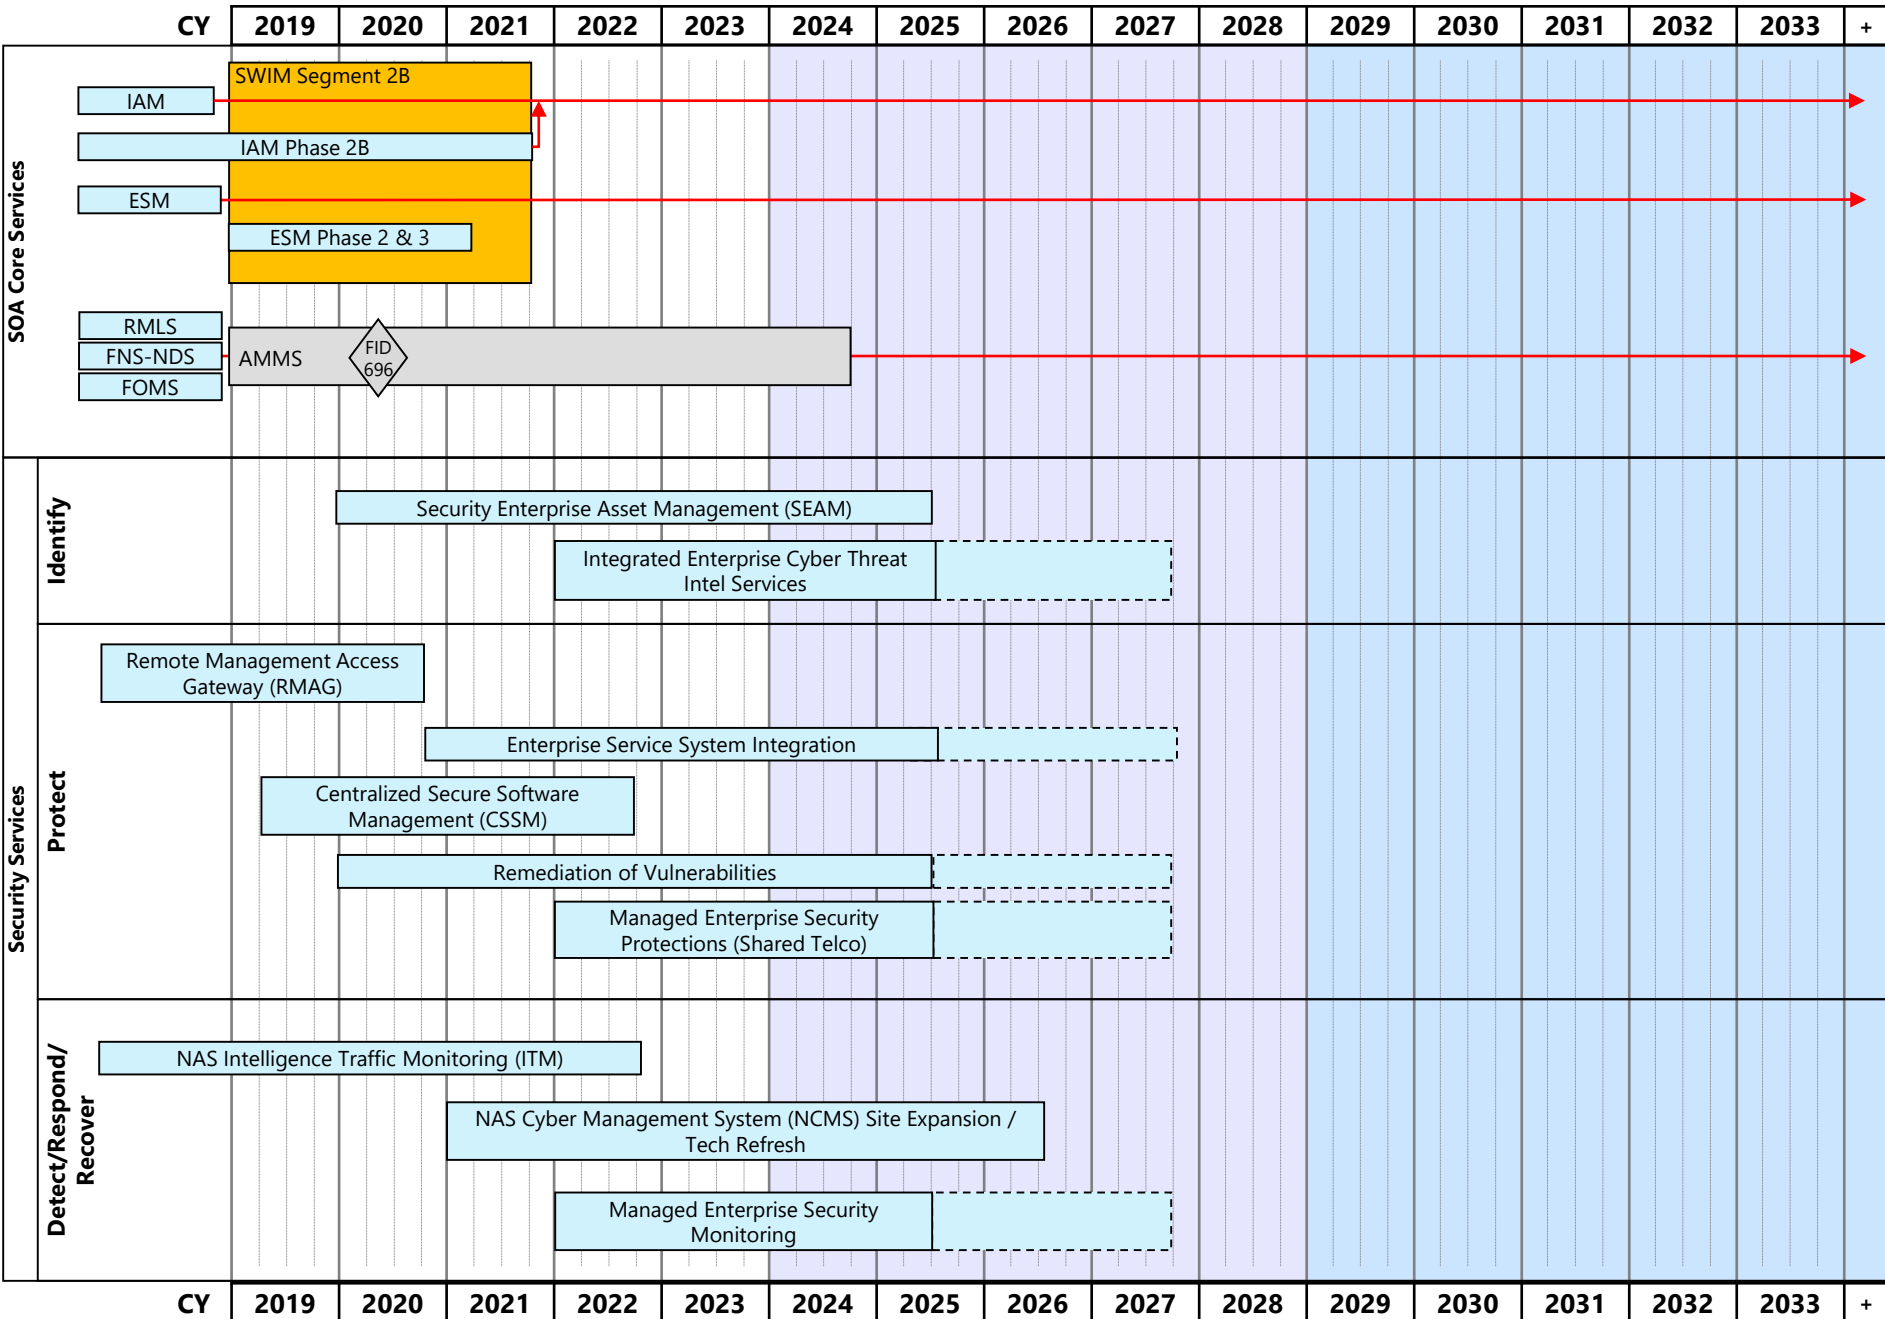 CY 2019 2020 2021 2022 2023 2024 2025 2026 2027 2028 2029 2030 2031 2032 2033 +
SOA Core Services
SWIM Segment 2B
IAM
IAM Phase 2B
ESM
ESM Phase 2 & 3
RMLS
FNS-NDS
FOMS
AMMS
FID
696
Security Services
Identify
Security Enterprise Asset Management (SEAM)
Integrated Enterprise Cyber Threat
Intel Services
Protect
Remote Management Access
Gateway (RMAG)
Enterprise Service System Integration
Centralized Secure Software
Management (CSSM)
Remediation of Vulnerabilities
Managed Enterprise Security
Protections (Shared Telco)
Detect/Respond/
Recover
NAS Intelligence Traffic Monitoring (ITM)
NAS Cyber Management System (NCMS) Site Expansion /
Tech Refresh
Managed Enterprise Security
Monitoring
CY 2019 2020 2021 2022 2023 2024 2025 2026 2027 2028 2029 2030 2031 2032 2033 +